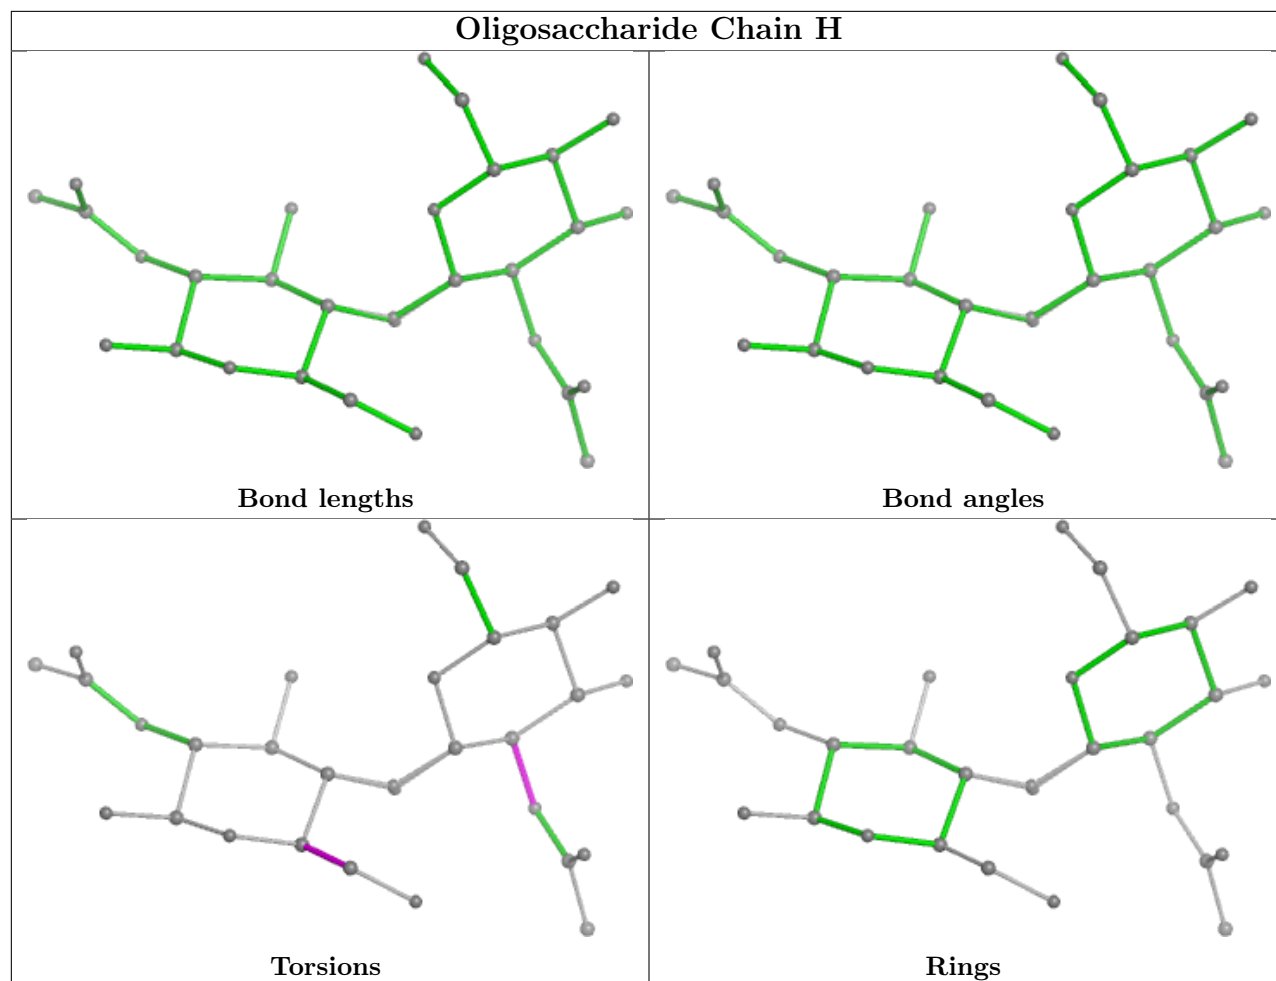 Oligosaccharide Chain H
Bond lengths
Bond angles
Torsions
Rings